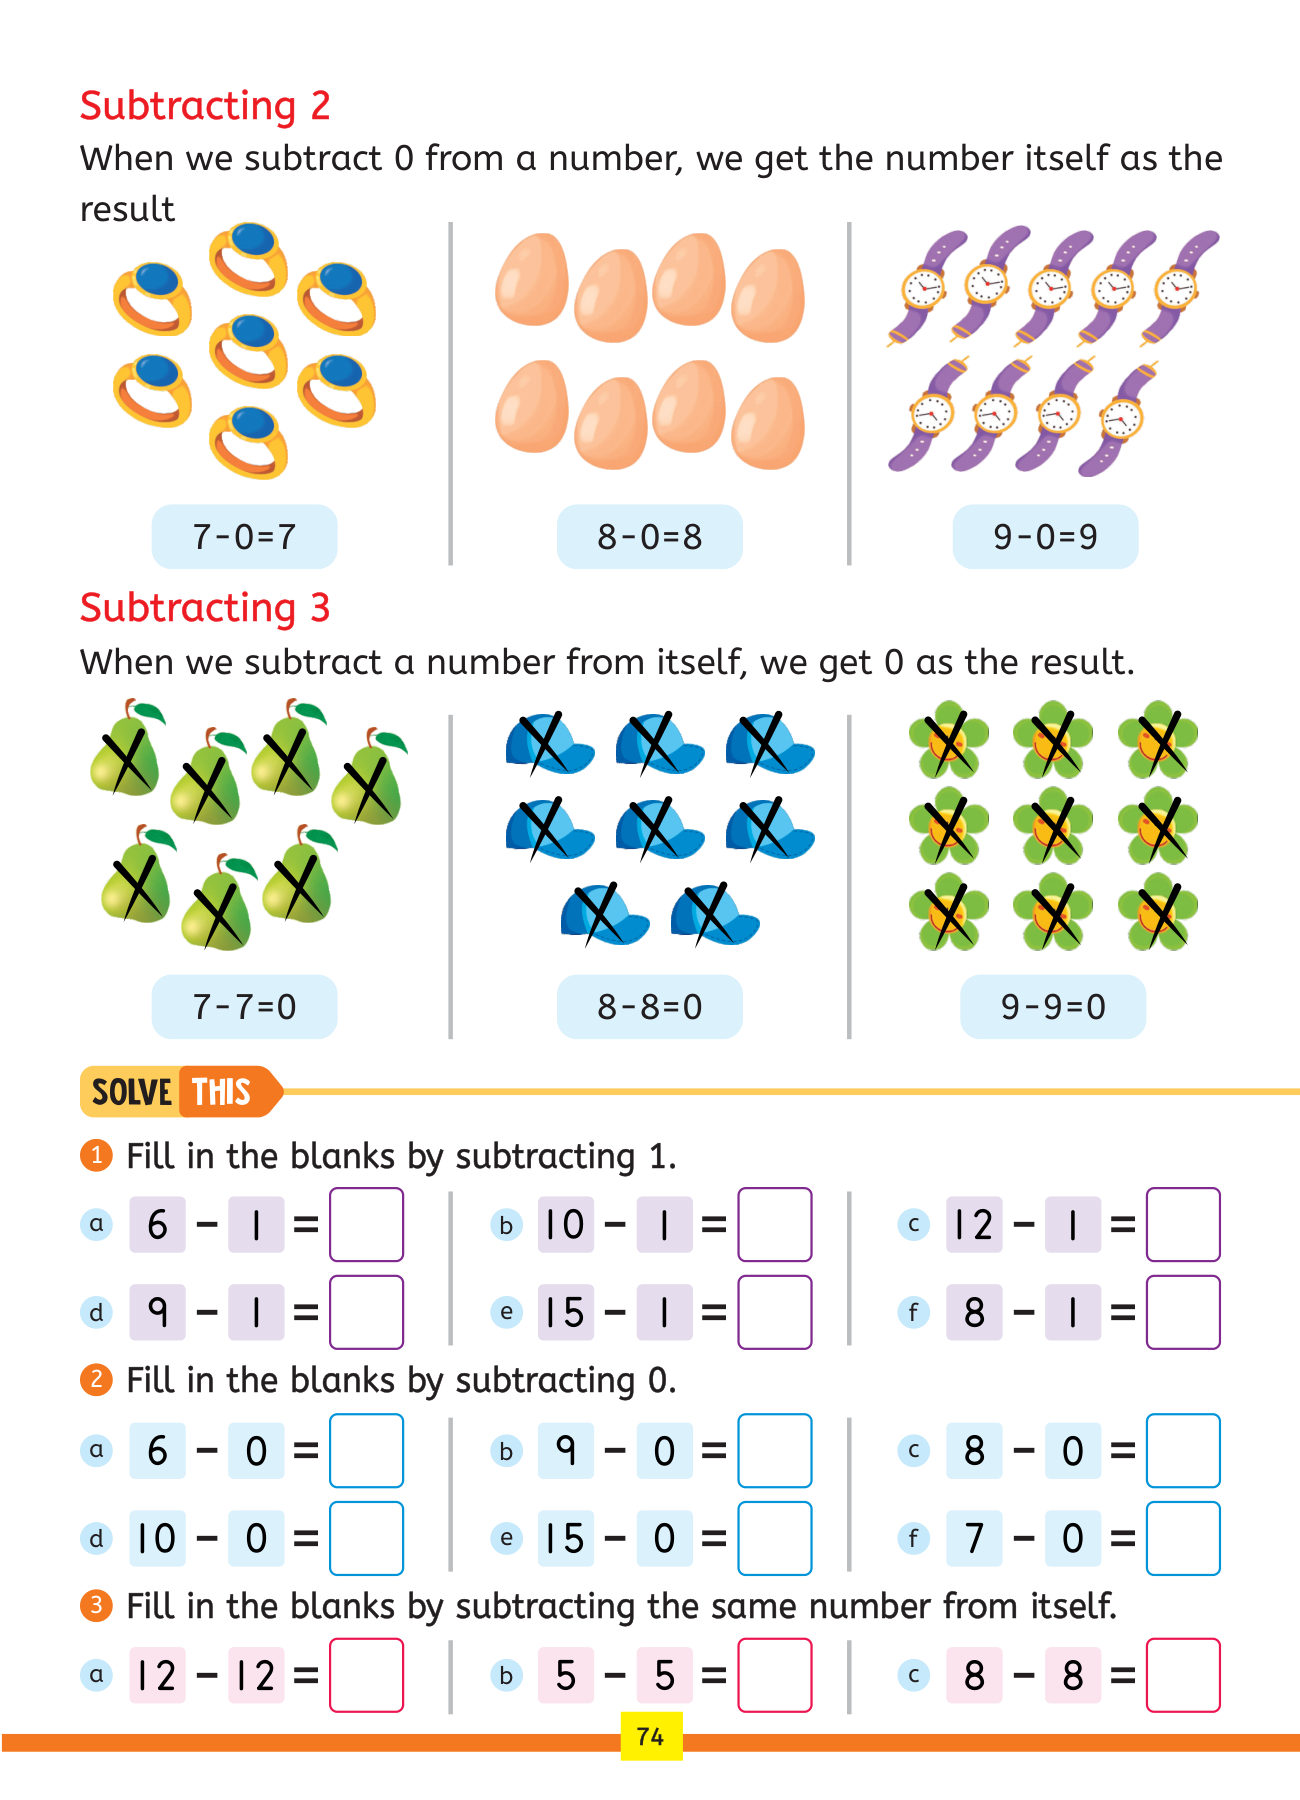 Subtracting 2
When we subtract 0 from a number, we get the number itself as the
result
7-0=7
8-0=8
9-0=9
Subtracting 3
When we subtract a number from itself, we get 0 as the result.
7-7=0
8-8=0
9-9=0
SOLVE THIS
1 Fill in the blanks by subtracting 1.
a 6 - 1 =
b 10 - 1 =
c 12 - 1 =
d 9 - 1 =
e 15 - 1 =
f 8 - 1 =
2 Fill in the blanks by subtracting 0.
a 6 - 0 =
b 9 - 0 =
c 8 - 0 =
d 10 - 0 =
e 15 - 0 =
f 7 - 0 =
3 Fill in the blanks by subtracting the same number from itself.
a 12 - 12 =
b 5 - 5 =
c 8 - 8 =
74